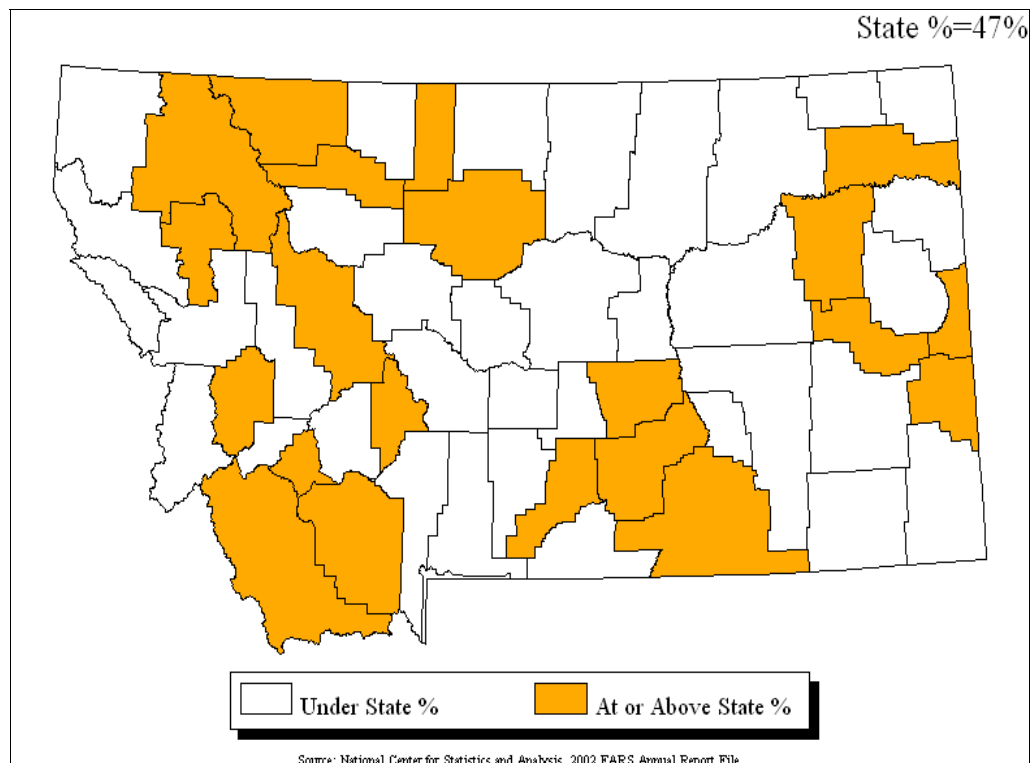 State %=47%
Under State %
At or Above State %
Source: National Center for Statistics and Analysis, 2002 FARS Annual Report File